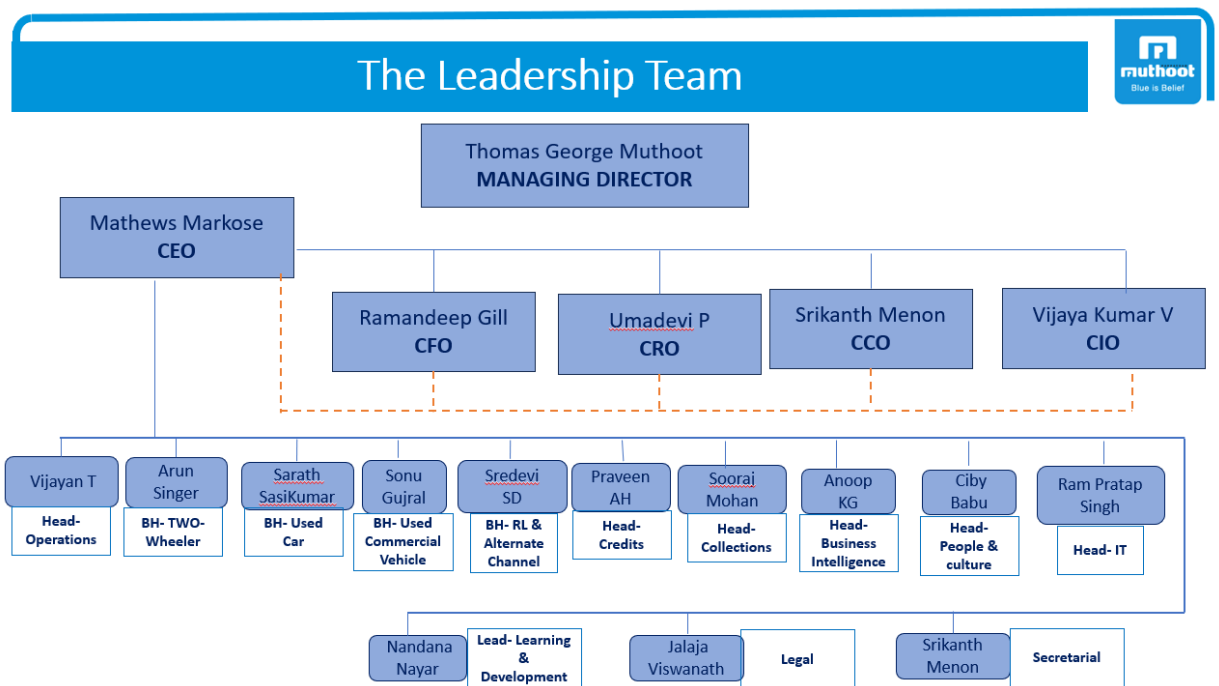 The Leadership Team
muthoot
Blue is Belief
Thomas George Muthoot
MANAGING DIRECTOR
Mathews Markose
CEO
Ramandeep Gill
CFO
Umadevi P
CRO
Srikanth Menon
CCO
Vijaya Kumar V
CIO
Vijayan T
Head-
Operations
Arun
Singer
BH- TWO-
Wheeler
Sarath
SasiKumar
BH- Used
Car
Sonu
Gujral
BH- Used
Commercial
Vehicle
Sredevi
SD
BH- RL &
Alternate
Channel
Praveen
AH
Head-
Credits
Sooraj
Mohan
Head-
Collections
Anoop
KG
Head-
Business
Intelligence
Ciby
Babu
Head-
People &
culture
Ram Pratap
Singh
Head- IT
Nandana
Nayar
Lead- Learning
&
Development
Jalaja
Viswanath
Legal
Srikanth
Menon
Secretarial